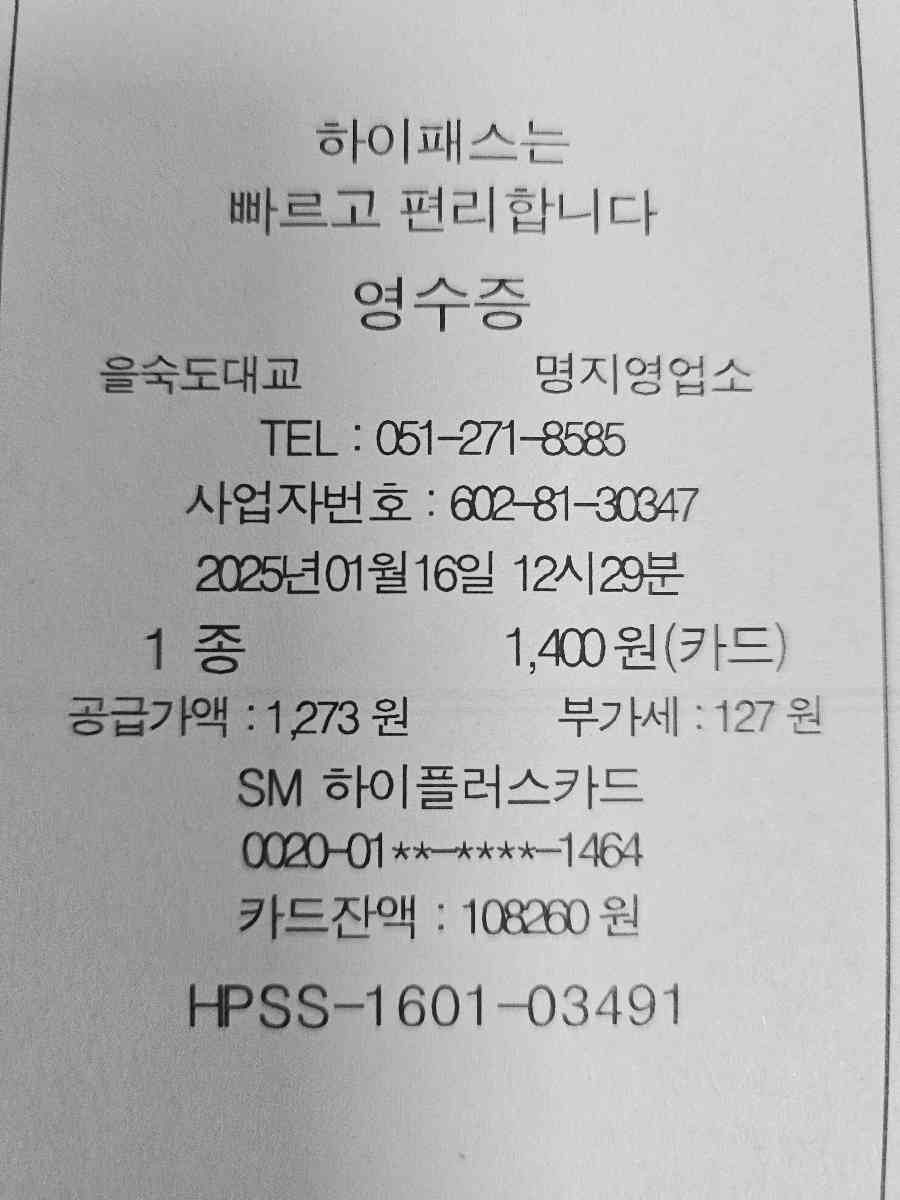 하이패스는
빠르고 편리합니다
영수증
을숙도대교 명지영업소
TEL : 051-271-8585
사업자번호 : 602-81-30347
2025년01월16일 12시29분
1 종 1,400 원(카드)
공급가액 : 1,273 원 부가세 : 127 원
SM 하이플러스카드
0020-01**-****-1464
카드잔액 : 108260 원
HPSS-1601-03491